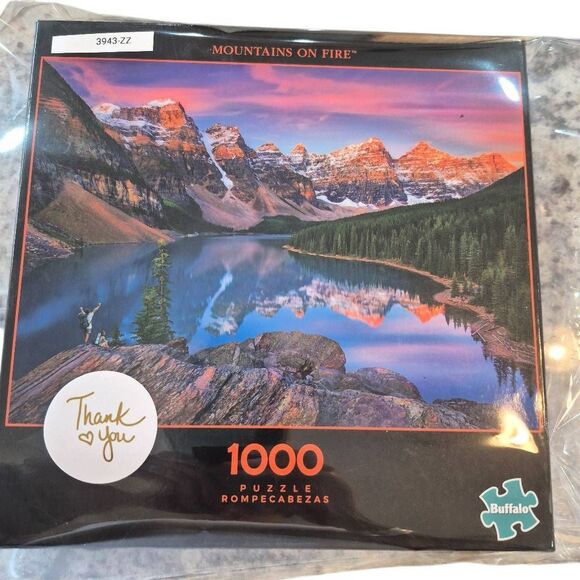 3943-ZZ
MOUNTAINS ON FIRE™
Thank
you
1000
PUZZLE
ROMPECABEZAS
Buffalo